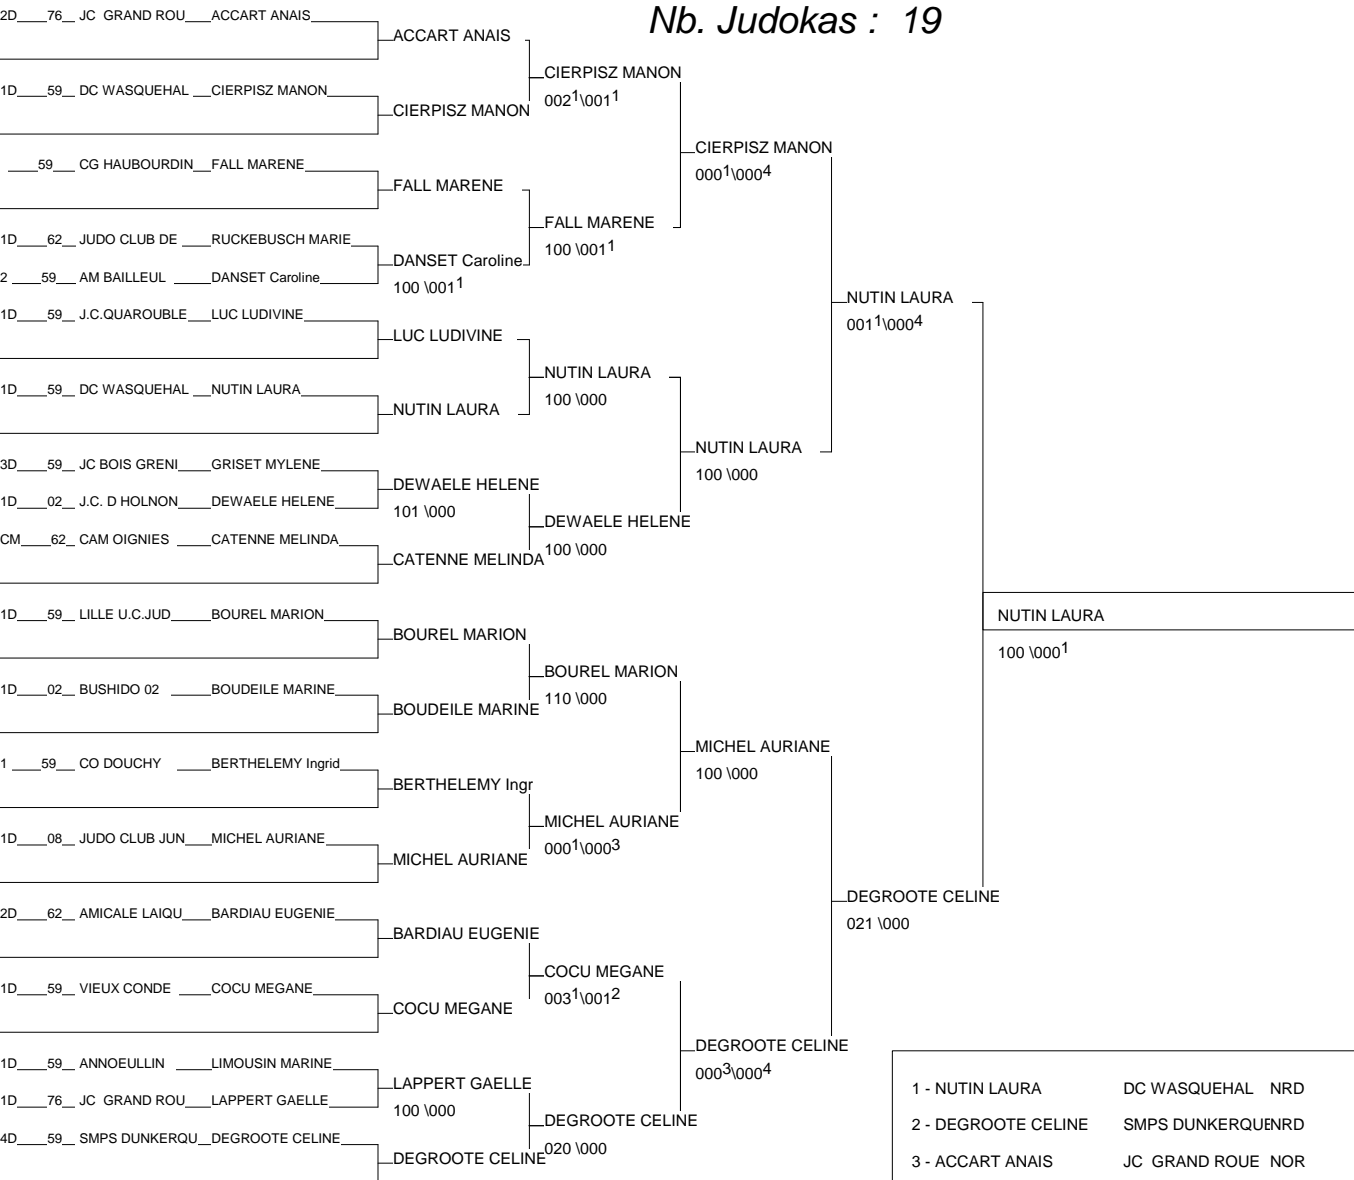 Nb. Judokas : 19
2D 76 JC GRAND ROU ACCART ANAIS
1D 59 DC WASQUEHAL CIERPISZ MANON
59 CG HAUBOURDIN FALL MARENE
1D 62 JUDO CLUB DE RUCKEBUSCH MARIE
2 59 AM BAILLEUL DANSET Caroline
1D 59 J.C.QUAROUBLE LUC LUDIVINE
1D 59 DC WASQUEHAL NUTIN LAURA
3D 59 JC BOIS GRENI GRISET MYLENE
1D 02 J.C. D HOLNON DEWAELE HELENE
CM 62 CAM OIGNIES CATENNE MELINDA
1D 59 LILLE U.C.JUD BOUREL MARION
1D 02 BUSHIDO 02 BOUDEILE MARINE
1 59 CO DOUCHY BERTHELEMY Ingrid
1D 08 JUDO CLUB JUN MICHEL AURIANE
2D 62 AMICALE LAIQU BARDIAU EUGENIE
1D 59 VIEUX CONDE COCU MEGANE
1D 59 ANNOEULLIN LIMOUSIN MARINE
1D 76 JC GRAND ROU LAPPERT GAELLE
4D 59 SMPS DUNKERQU DEGROOTE CELINE
ACCART ANAIS
CIERPISZ MANON
FALL MARENE
DANSET Caroline
100 \001¹
LUC LUDIVINE
NUTIN LAURA
DEWAELE HELENE
101 \000
CATENNE MELINDA
BOUREL MARION
BOUDEILE MARINE
BERTHELEMY Ingr
MICHEL AURIANE
BARDIAU EUGENIE
COCU MEGANE
LAPPERT GAELLE
100 \000
DEGROOTE CELINE
CIERPISZ MANON
002¹\001¹
FALL MARENE
100 \001¹
NUTIN LAURA
100 \000
DEWAELE HELENE
100 \000
BOUREL MARION
110 \000
MICHEL AURIANE
000¹\000³
COCU MEGANE
003¹\001²
DEGROOTE CELINE
020 \000
CIERPISZ MANON
000¹\000⁴
NUTIN LAURA
100 \000
MICHEL AURIANE
100 \000
DEGROOTE CELINE
000³\000⁴
NUTIN LAURA
001¹\000⁴
DEGROOTE CELINE
021 \000
NUTIN LAURA
100 \000¹
1 - NUTIN LAURA DC WASQUEHAL NRD
2 - DEGROOTE CELINE SMPS DUNKERQUE NRD
3 - ACCART ANAIS JC GRAND ROUE NOR